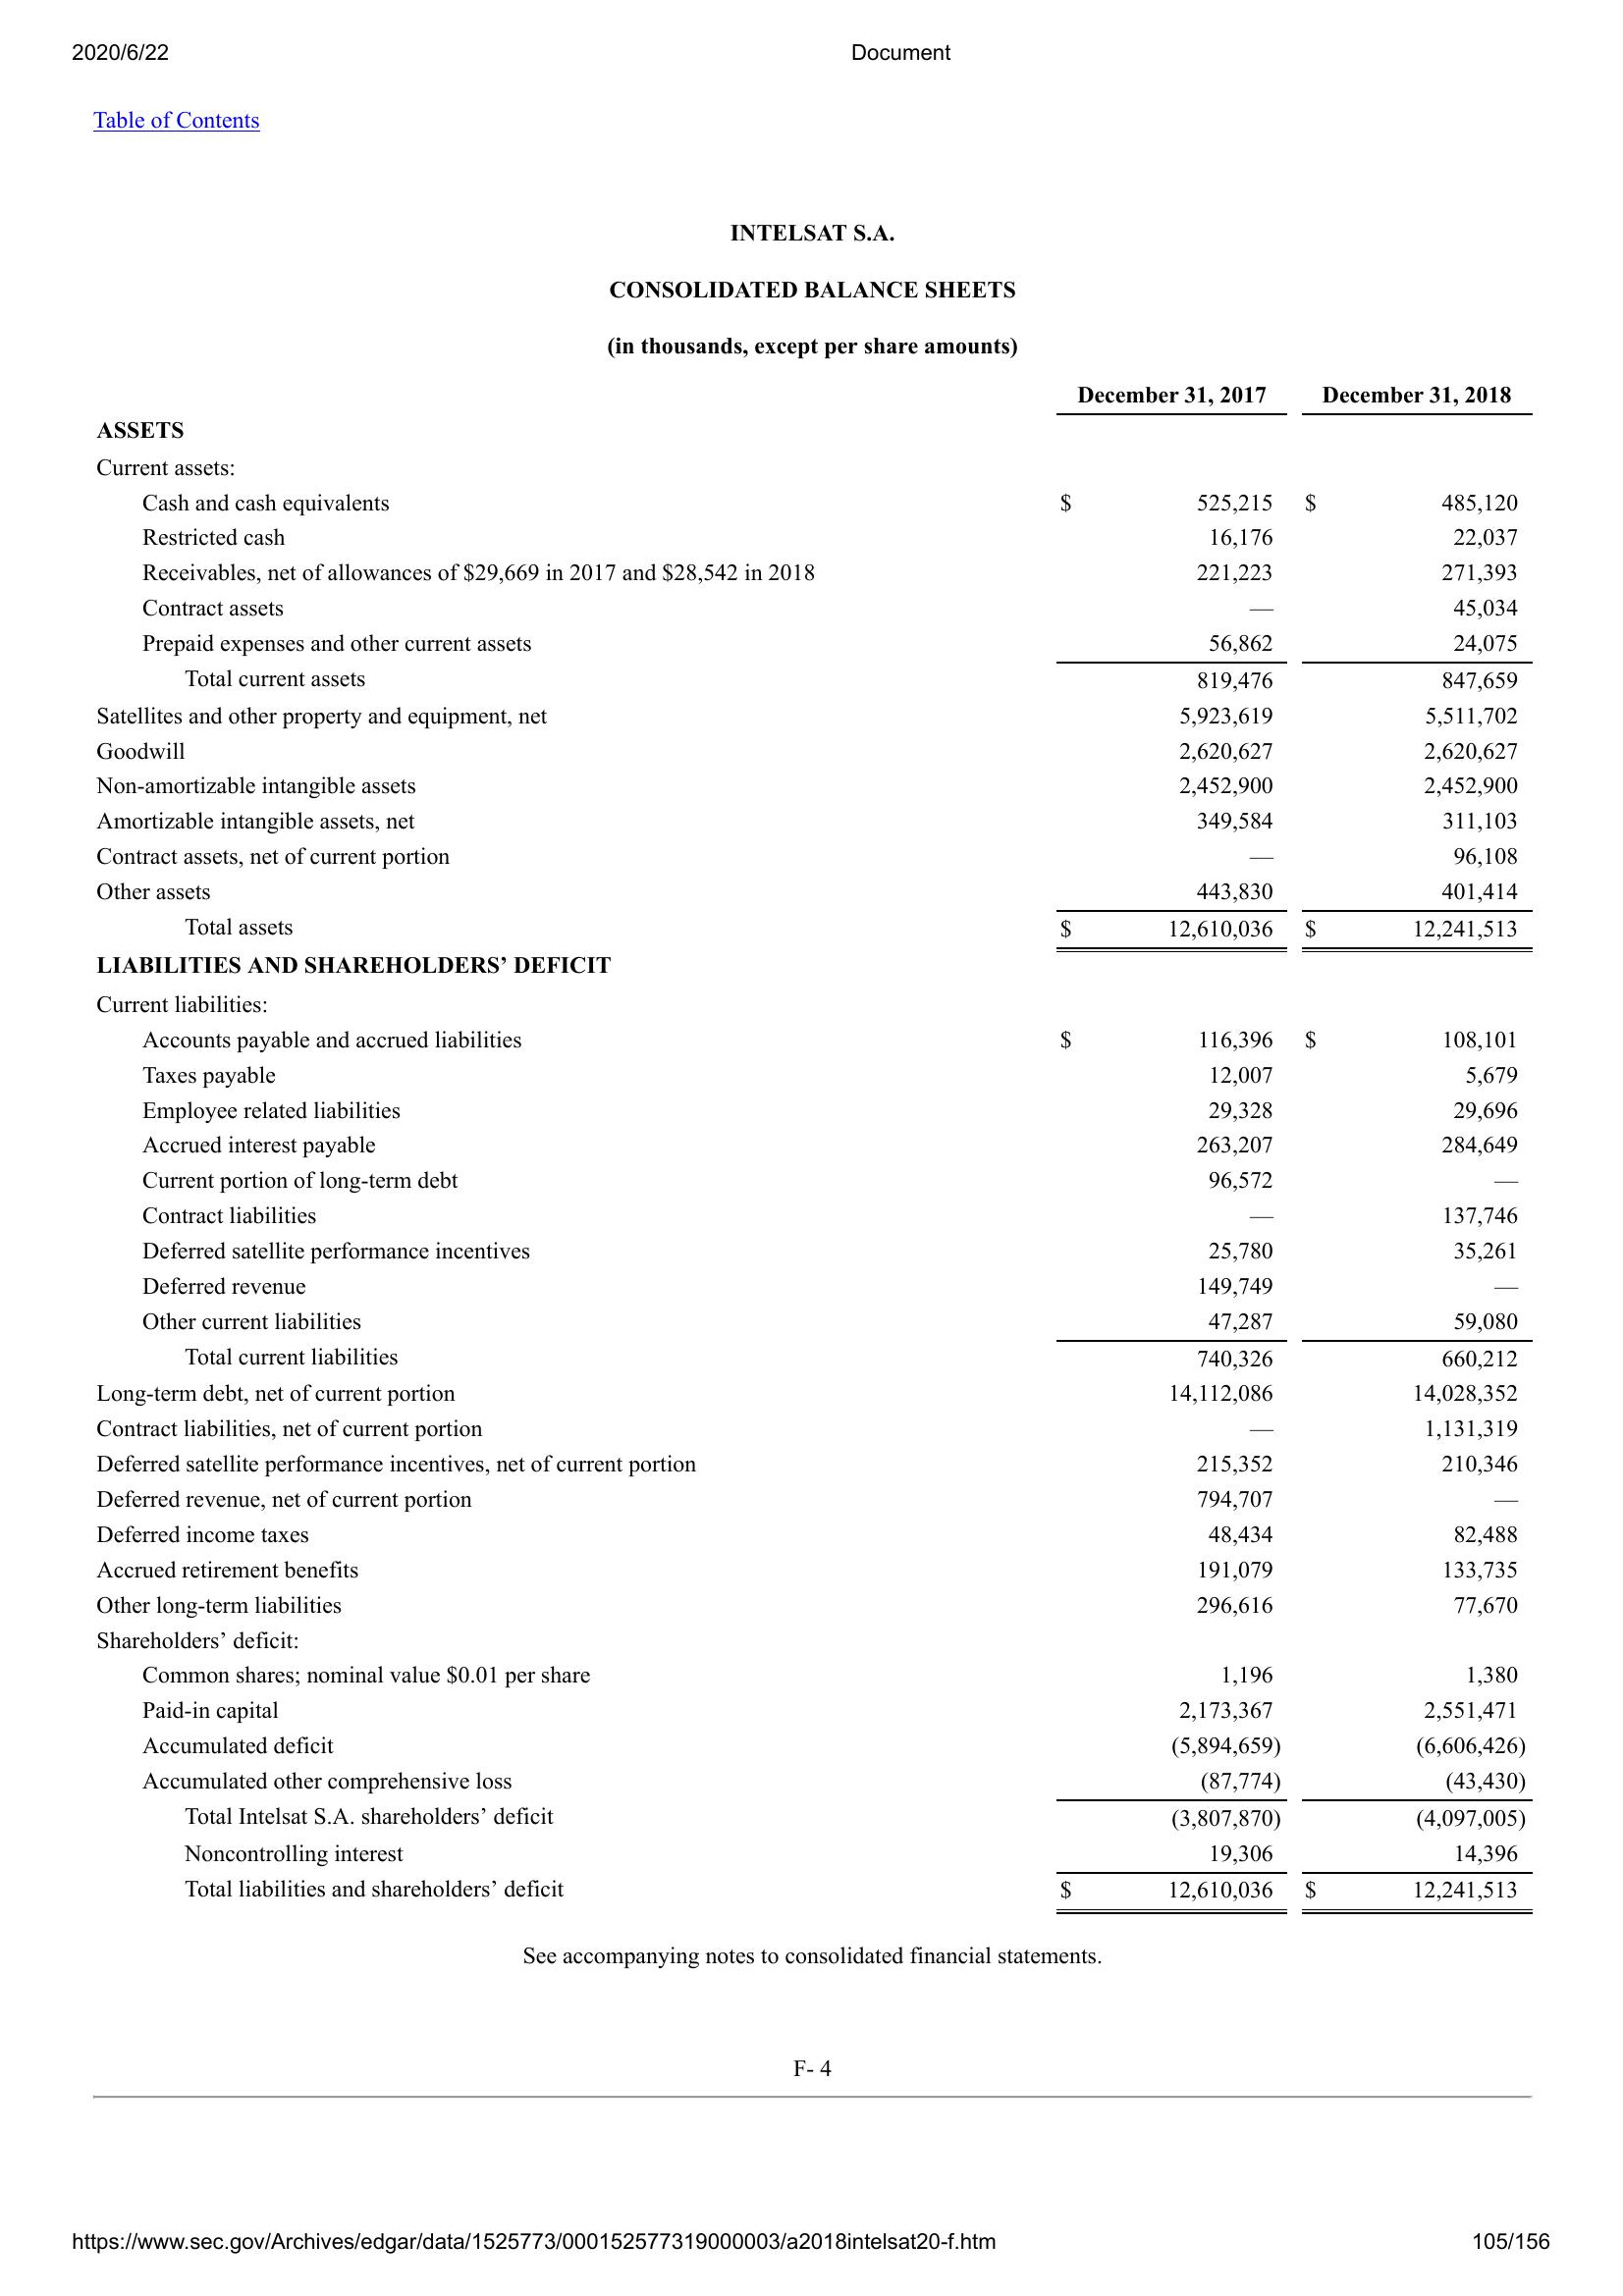 2020/6/22 Document
Table of Contents
INTELSAT S.A.
CONSOLIDATED BALANCE SHEETS
(in thousands, except per share amounts)
December 31, 2017 December 31, 2018
ASSETS
Current assets:
Cash and cash equivalents $ 525,215 $ 485,120
Restricted cash 16,176 22,037
Receivables, net of allowances of $29,669 in 2017 and $28,542 in 2018 221,223 271,393
Contract assets — 45,034
Prepaid expenses and other current assets 56,862 24,075
Total current assets 819,476 847,659
Satellites and other property and equipment, net 5,923,619 5,511,702
Goodwill 2,620,627 2,620,627
Non-amortizable intangible assets 2,452,900 2,452,900
Amortizable intangible assets, net 349,584 311,103
Contract assets, net of current portion — 96,108
Other assets 443,830 401,414
Total assets $ 12,610,036 $ 12,241,513
LIABILITIES AND SHAREHOLDERS’ DEFICIT
Current liabilities:
Accounts payable and accrued liabilities $ 116,396 $ 108,101
Taxes payable 12,007 5,679
Employee related liabilities 29,328 29,696
Accrued interest payable 263,207 284,649
Current portion of long-term debt 96,572 —
Contract liabilities — 137,746
Deferred satellite performance incentives 25,780 35,261
Deferred revenue 149,749 —
Other current liabilities 47,287 59,080
Total current liabilities 740,326 660,212
Long-term debt, net of current portion 14,112,086 14,028,352
Contract liabilities, net of current portion — 1,131,319
Deferred satellite performance incentives, net of current portion 215,352 210,346
Deferred revenue, net of current portion 794,707 —
Deferred income taxes 48,434 82,488
Accrued retirement benefits 191,079 133,735
Other long-term liabilities 296,616 77,670
Shareholders’ deficit:
Common shares; nominal value $0.01 per share 1,196 1,380
Paid-in capital 2,173,367 2,551,471
Accumulated deficit (5,894,659) (6,606,426)
Accumulated other comprehensive loss (87,774) (43,430)
Total Intelsat S.A. shareholders’ deficit (3,807,870) (4,097,005)
Noncontrolling interest 19,306 14,396
Total liabilities and shareholders’ deficit $ 12,610,036 $ 12,241,513
See accompanying notes to consolidated financial statements.
F- 4
https://www.sec.gov/Archives/edgar/data/1525773/000152577319000003/a2018intelsat20-f.htm 105/156